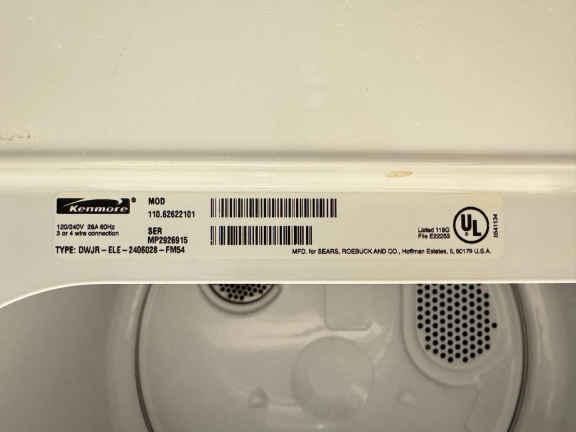 Kenmore
MOD
110.62622101
120/240V 26A 60Hz
3 or 4 wire connection
SER
MP2926915
TYPE: DWJR-ELE-2406028-FM54
MFD. for SEARS, ROEBUCK AND CO., Hoffman Estates, IL 60179 U.S.A.
Listed 119G
File E22253
UL
8541134